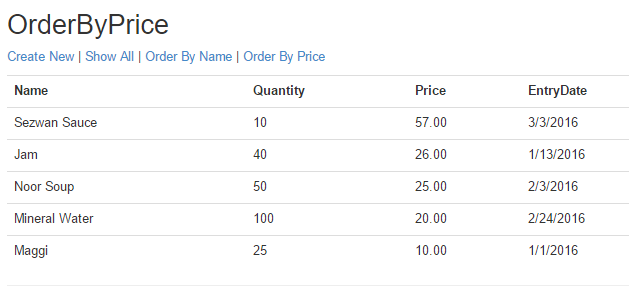 OrderByPrice
Create New | Show All | Order By Name | Order By Price
Name Quantity Price EntryDate
Sezwan Sauce 10 57.00 3/3/2016
Jam 40 26.00 1/13/2016
Noor Soup 50 25.00 2/3/2016
Mineral Water 100 20.00 2/24/2016
Maggi 25 10.00 1/1/2016